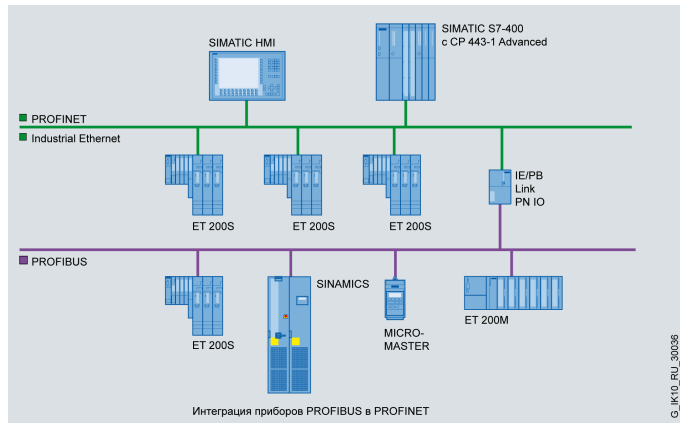 SIMATIC HMI
SIMATIC S7-400
с CP 443-1 Advanced
PROFINET
Industrial Ethernet
ET 200S
ET 200S
ET 200S
IE/PB
Link
PN IO
PROFIBUS
ET 200S
SINAMICS
MICRO-
MASTER
ET 200M
Интеграция приборов PROFIBUS в PROFINET
G_IK10_RU_30036